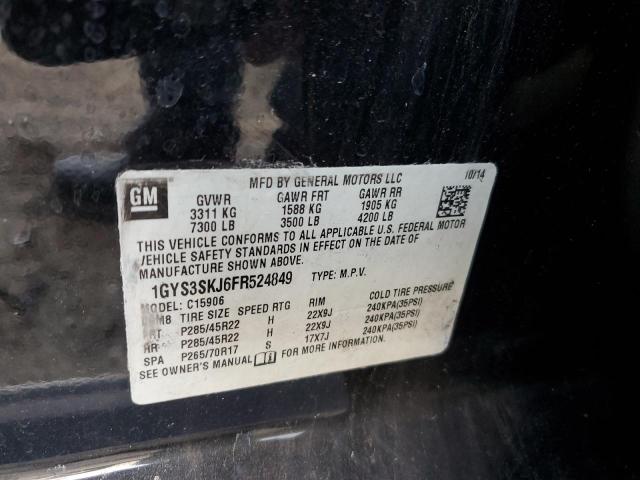 GM
MFD BY GENERAL MOTORS LLC 10/14
GVWR GAWR FRT GAWR RR
3311 KG 1588 KG 1905 KG
7300 LB 3500 LB 4200 LB
THIS VEHICLE CONFORMS TO ALL APPLICABLE U.S. FEDERAL MOTOR
VEHICLE SAFETY STANDARDS IN EFFECT ON THE DATE OF
MANUFACTURE SHOWN ABOVE.
1GYS3SKJ6FR524849 TYPE: M.P.V.
MODEL: C15906
TIRE SIZE SPEED RTG RIM COLD TIRE PRESSURE
FRT P285/45R22 H 22X9J 240KPA(35PSI)
RR P285/45R22 H 22X9J 240KPA(35PSI)
SPA P265/70R17 S 17X7J 240KPA(35PSI)
SEE OWNER'S MANUAL FOR MORE INFORMATION.